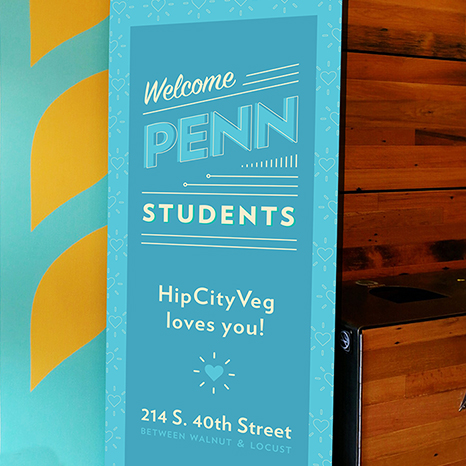 Welcome
PENN
STUDENTS
HipCityVeg
loves you!
214 S. 40th Street
BETWEEN WALNUT & LOCUST